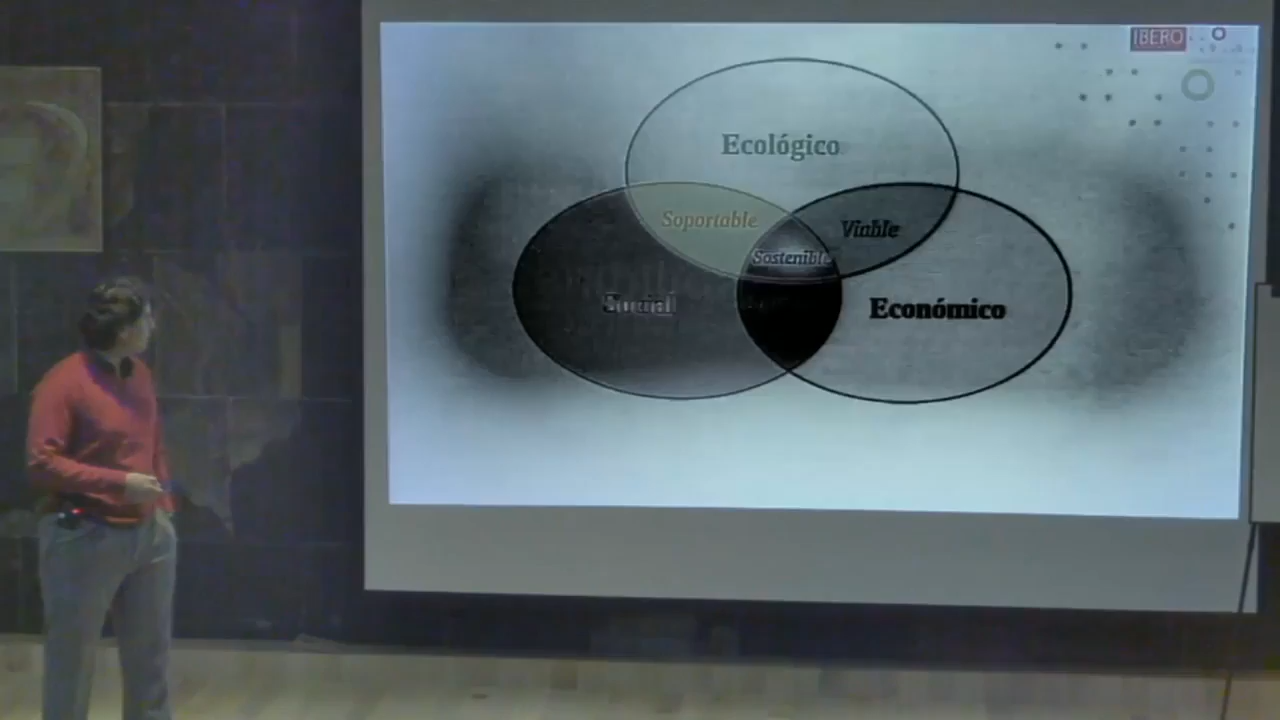 IBERO
Ecológico
Soportable
Viable
Sostenible
Social
Económico